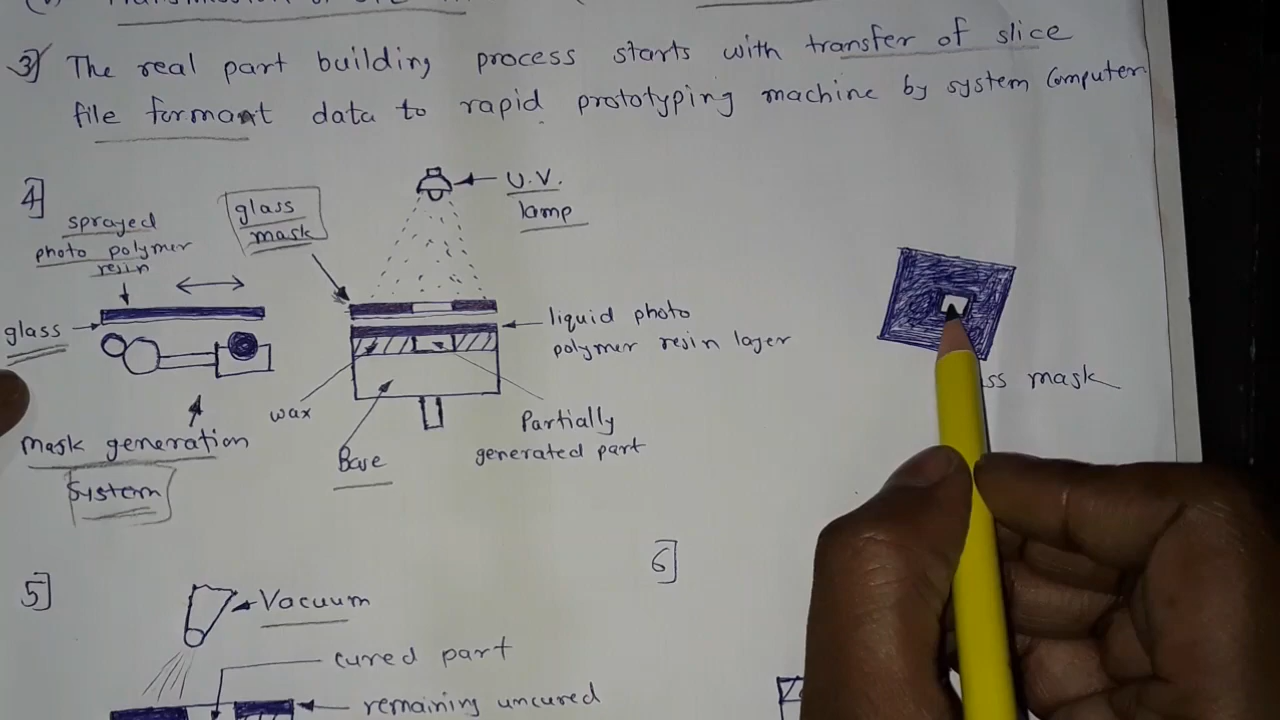 3] The real part building process starts with transfer of slice
file formant data to rapid prototyping machine by system Computer
4]
sprayed
photo polymer
resin
glass
mask
U.V.
lamp
glass
liquid photo
polymer resin layer
ss mask
wax
Partially
generated part
Base
mask generation
System
5]
Vacuum
cured part
remaining uncured
6]